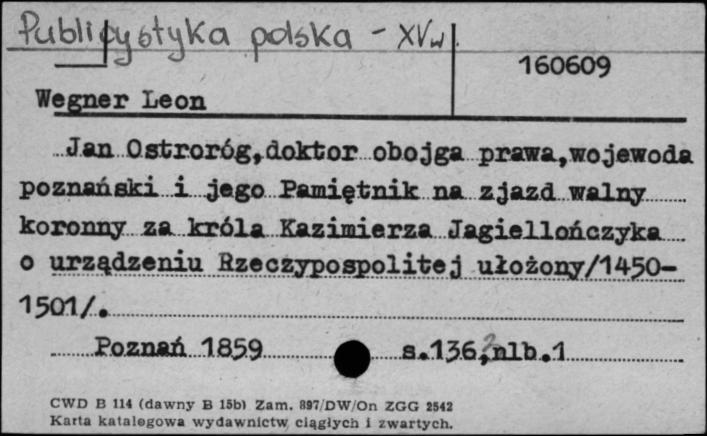 Publicystyka polska - XV w.
160609
Wegner Leon
Jan Ostroróg,doktor obojga prawa,wojewoda
poznański i jego Pamiętnik na zjazd walny
koronny za króla Kazimierza Jagiellończyka
o urządzeniu Rzeczypospolitej ułożony/1450-
1501/.
Poznań 1859 s.136,nlb.1
CWD B 114 (dawny B 15b) Zam. 897/DW/On ZGG 2542
Karta katalogowa wydawnictw ciągłych i zwartych.